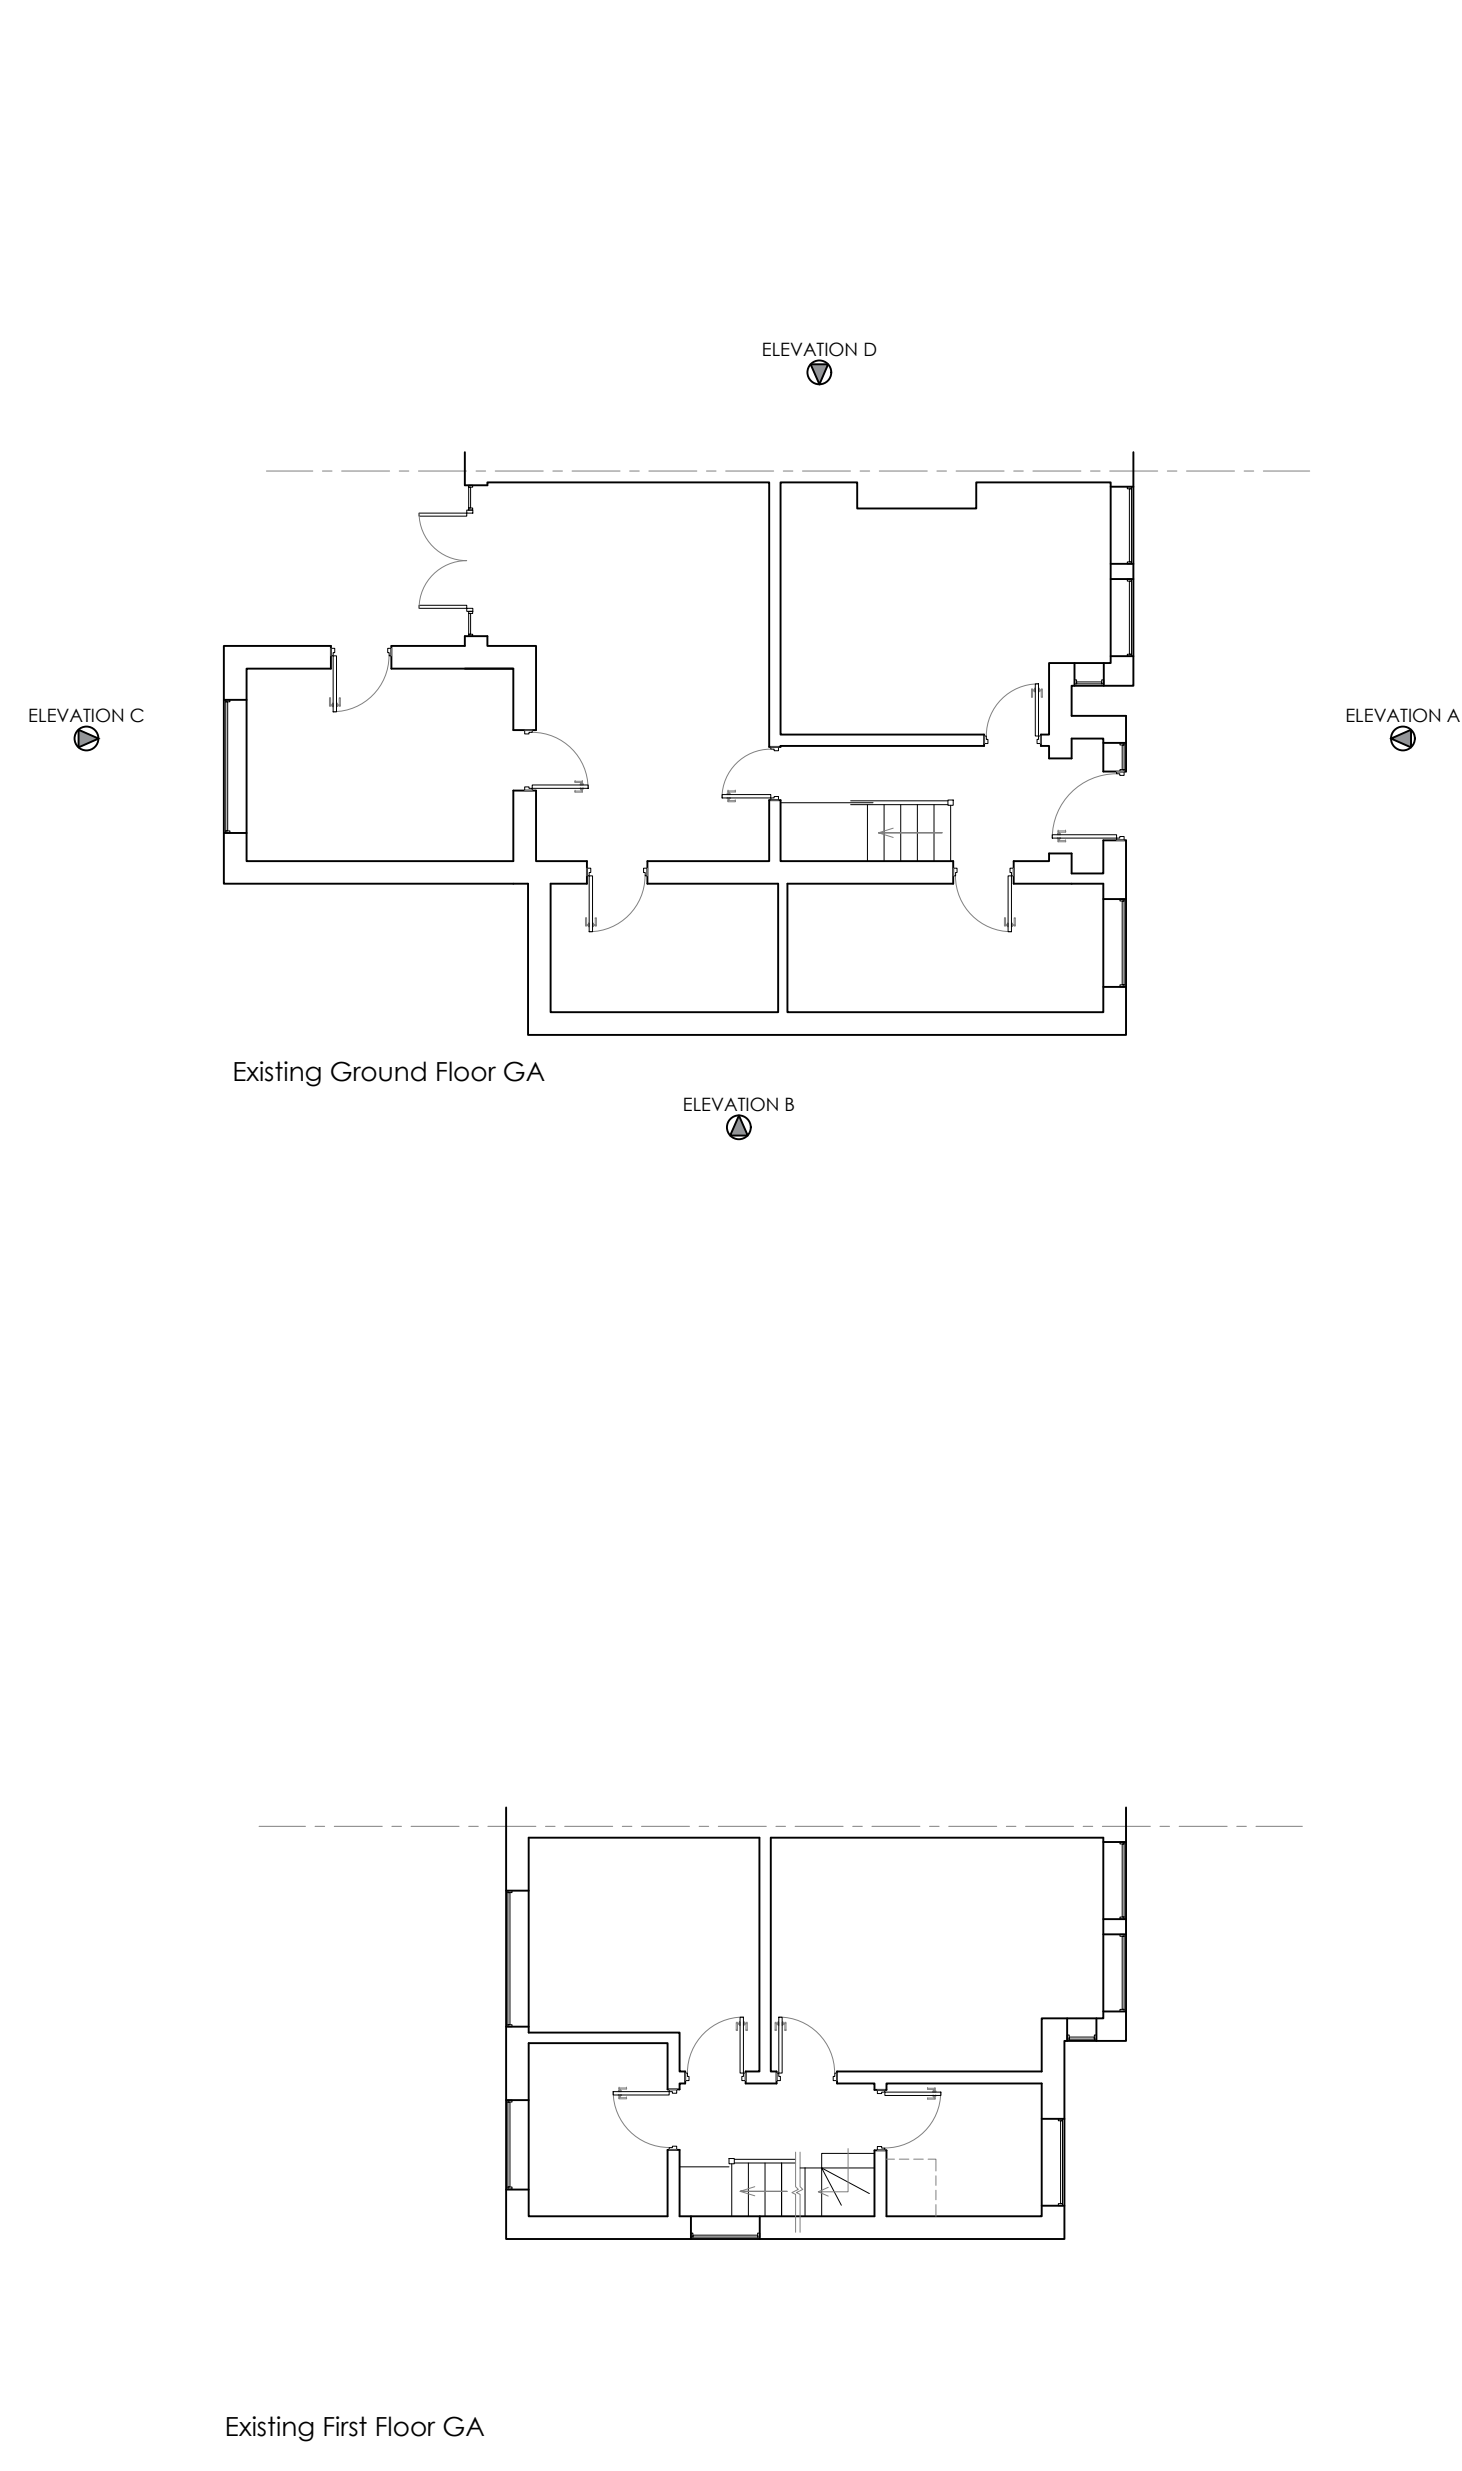 ELEVATION D
ELEVATION C
ELEVATION A
Existing Ground Floor GA
ELEVATION B
Existing First Floor GA